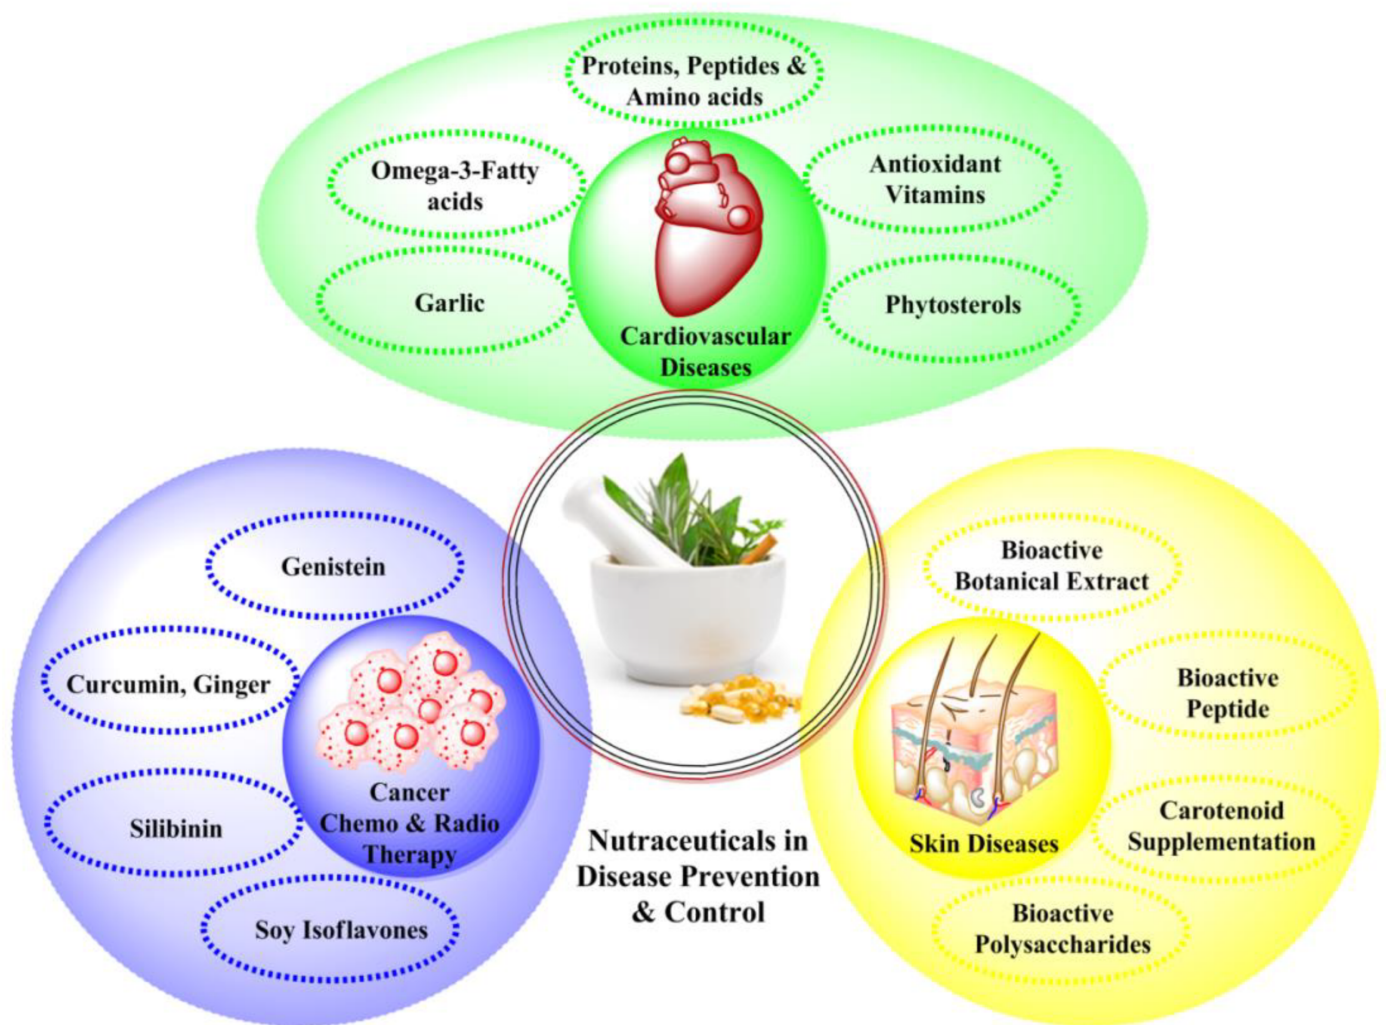 Proteins, Peptides &
Amino acids
Omega-3-Fatty
acids
Antioxidant
Vitamins
Garlic
Phytosterols
Cardiovascular
Diseases
Genistein
Curcumin, Ginger
Silibinin
Soy Isoflavones
Cancer
Chemo & Radio
Therapy
Nutraceuticals in
Disease Prevention
& Control
Bioactive
Botanical Extract
Bioactive
Peptide
Carotenoid
Supplementation
Bioactive
Polysaccharides
Skin Diseases